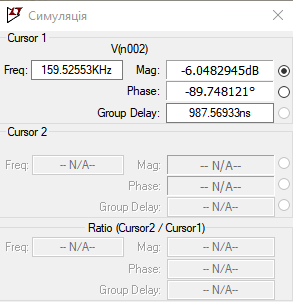 Симуляція
Cursor 1
V(n002)
Freq: 159.52553KHz Mag: -6.0482945dB
Phase: -89.748121°
Group Delay: 987.56933ns
Cursor 2
Freq: -- N/A-- Mag: -- N/A--
Phase: -- N/A--
Group Delay: -- N/A--
Ratio (Cursor2 / Cursor1)
Freq: -- N/A-- Mag: -- N/A--
Phase: -- N/A--
Group Delay: -- N/A--